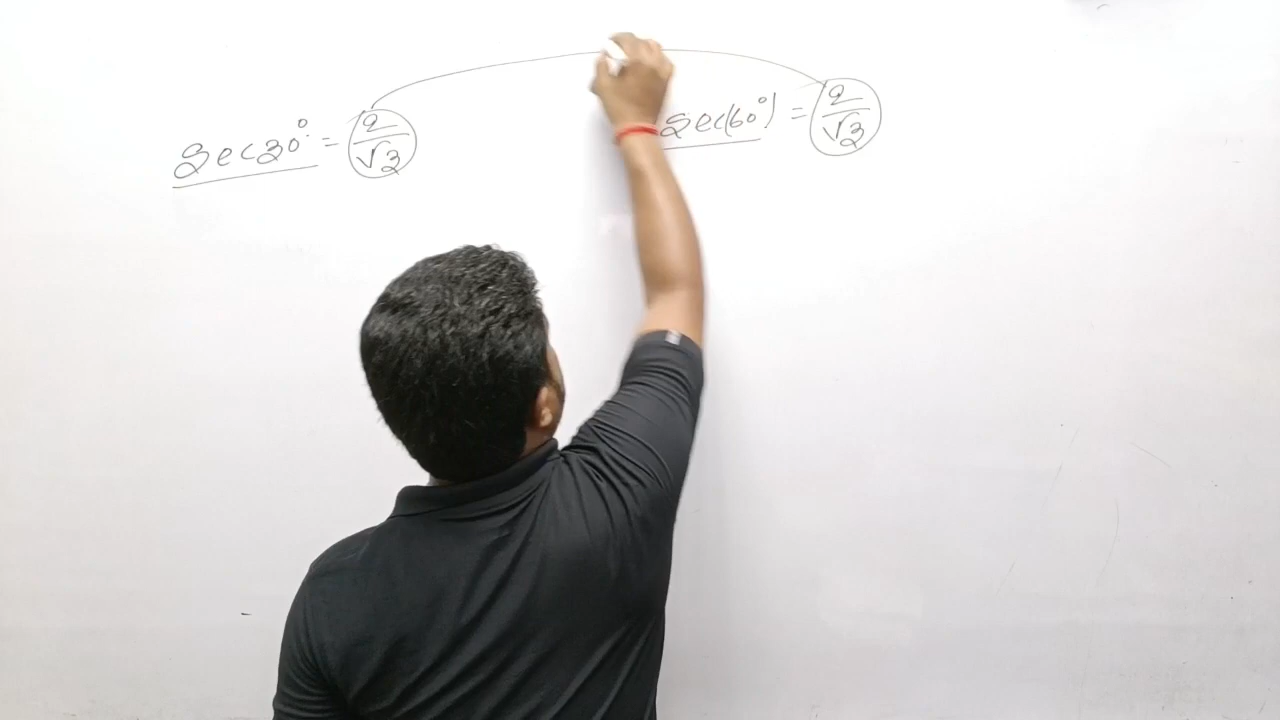 sec30° = 2/√3
sec(60°) = 2/√3